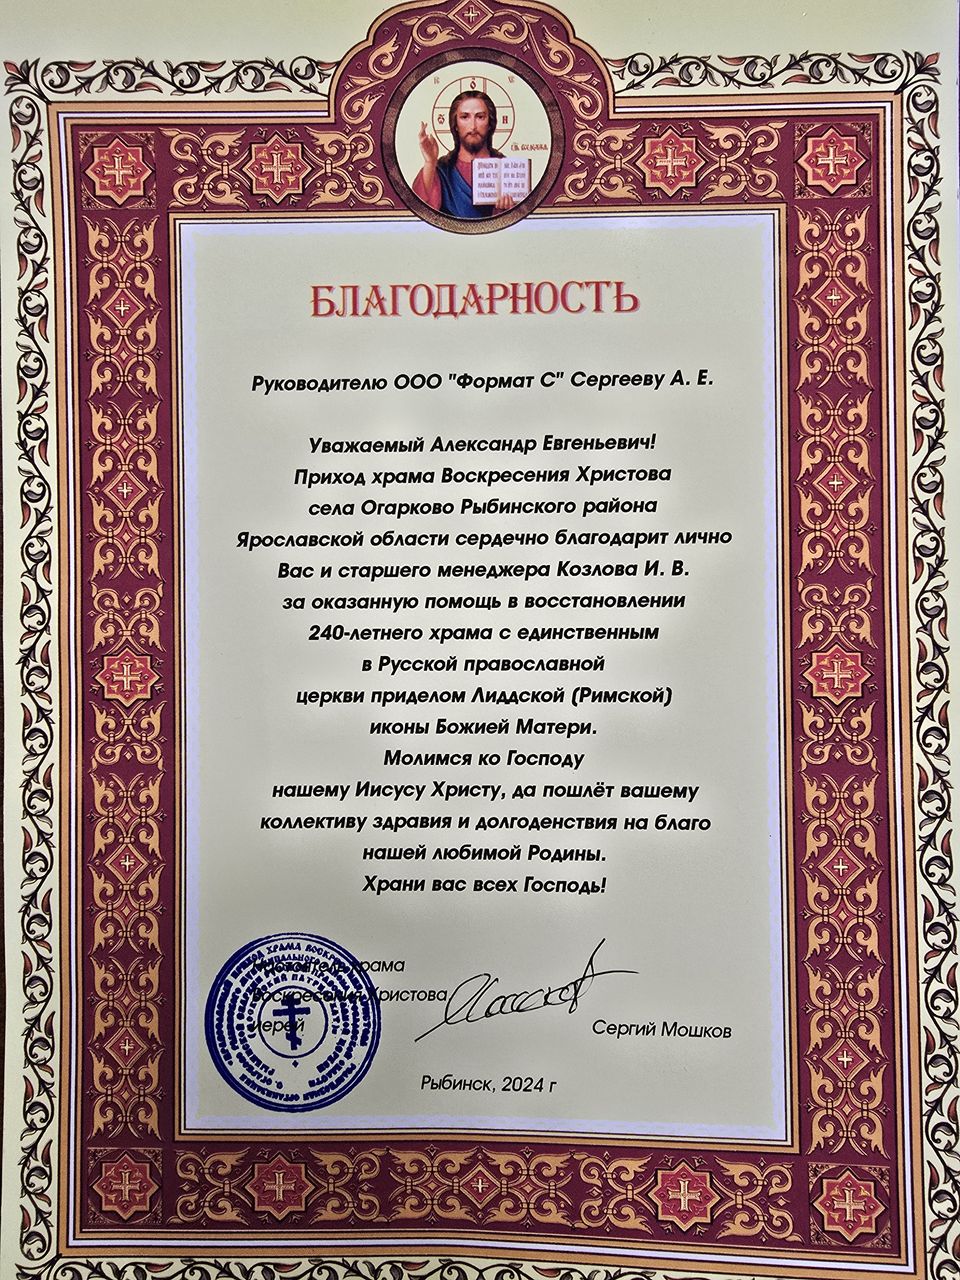 БЛАГОДАРНОСТЬ
Руководителю ООО "Формат С" Сергееву А. Е.
Уважаемый Александр Евгеньевич!
Приход храма Воскресения Христова
села Огарково Рыбинского района
Ярославской области сердечно благодарит лично
Вас и старшего менеджера Козлова И. В.
за оказанную помощь в восстановлении
240-летнего храма с единственным
в Русской православной
церкви приделом Лиддской (Римской)
иконы Божией Матери.
Молимся ко Господу
нашему Иисусу Христу, да пошлёт вашему
коллективу здравия и долгоденствия на благо
нашей любимой Родины.
Храни вас всех Господь!
Настоятель храма
Воскресения Христова
иерей
Сергий Мошков
Рыбинск, 2024 г